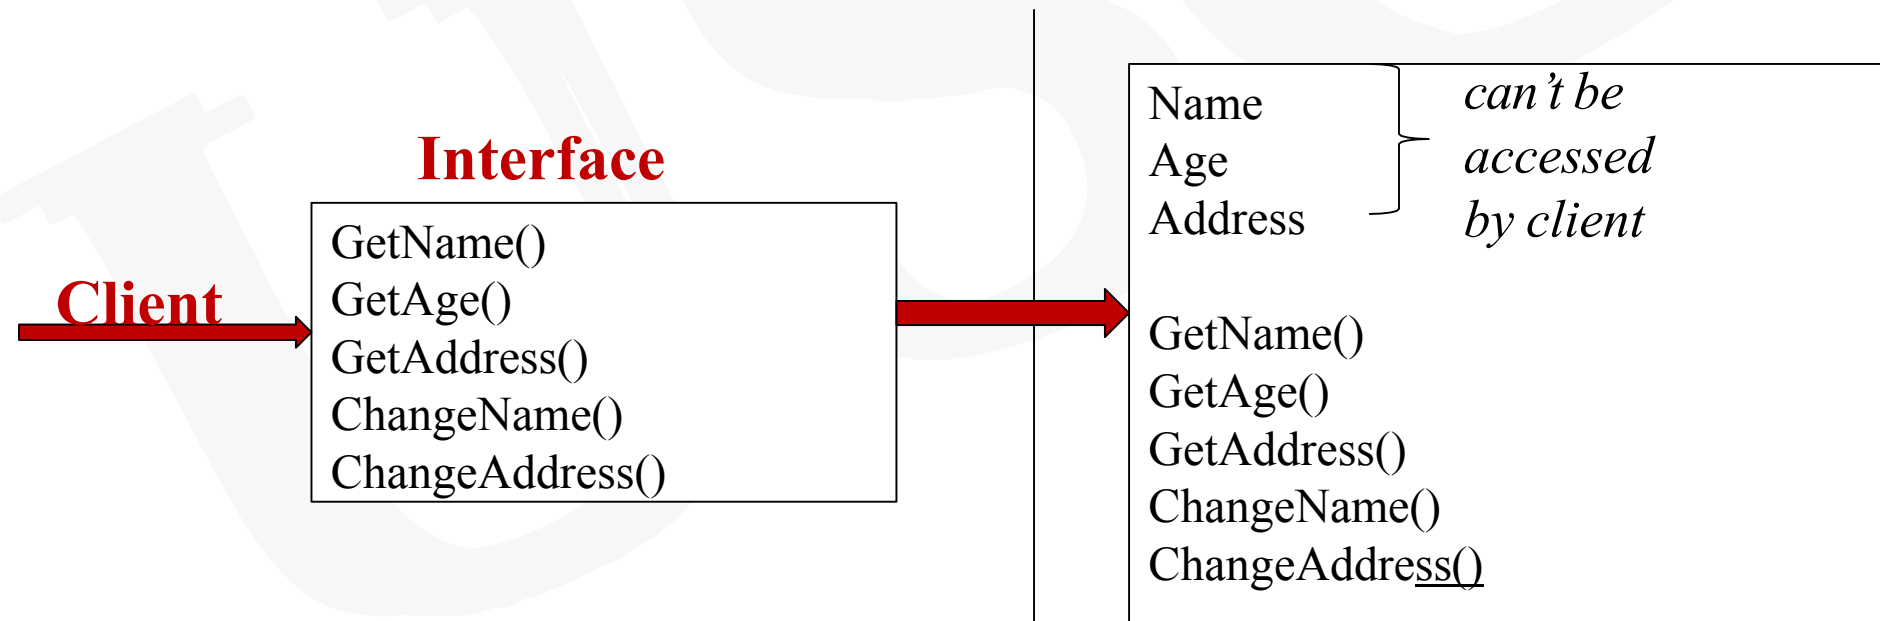 Client
Interface
GetName()
GetAge()
GetAddress()
ChangeName()
ChangeAddress()
Name
Age
Address
can't be
accessed
by client
GetName()
GetAge()
GetAddress()
ChangeName()
ChangeAddress()